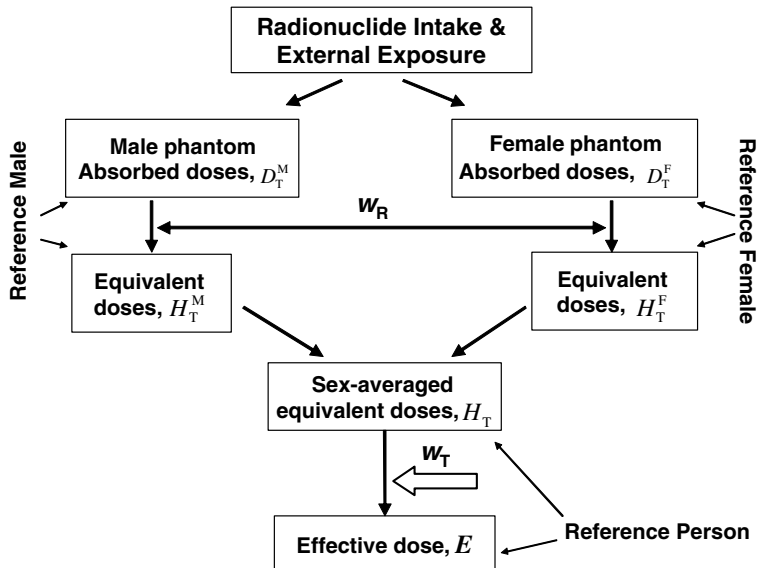 Radionuclide Intake &
External Exposure
Male phantom
Absorbed doses, D_T^M
Female phantom
Absorbed doses, D_T^F
Reference Male
Reference Female
w_R
Equivalent
doses, H_T^M
Equivalent
doses, H_T^F
Sex-averaged
equivalent doses, H_T
w_T
Effective dose, E
Reference Person